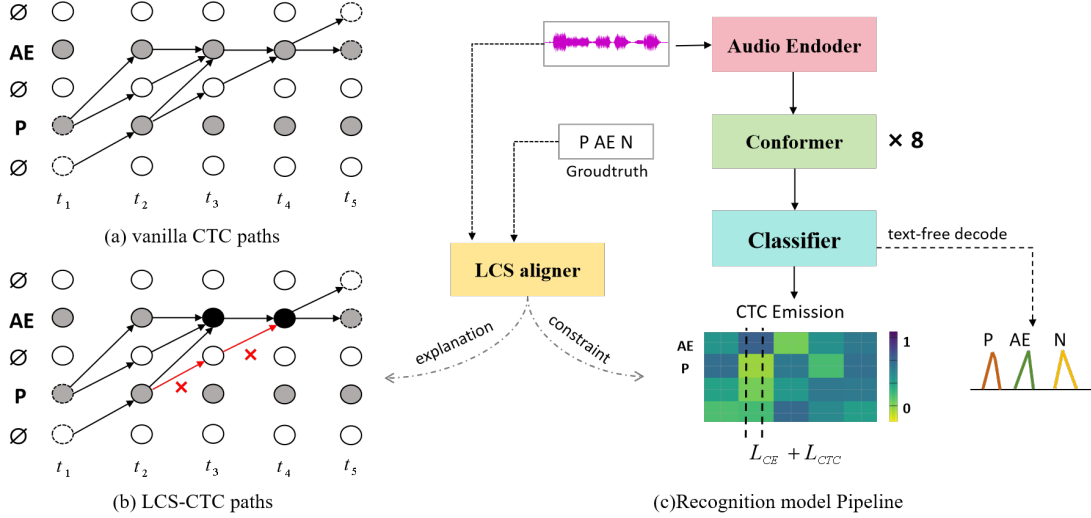 ∅
AE
∅
P
∅
t1 t2 t3 t4 t5
(a) vanilla CTC paths
∅
AE
∅
P
∅
t1 t2 t3 t4 t5
(b) LCS-CTC paths
Audio Endoder
Conformer
× 8
P AE N
Groudtruth
Classifier
text-free decode
LCS aligner
explanation
constraint
CTC Emission
AE
P
1
0
P AE N
LCE + LCTC
(c)Recognition model Pipeline